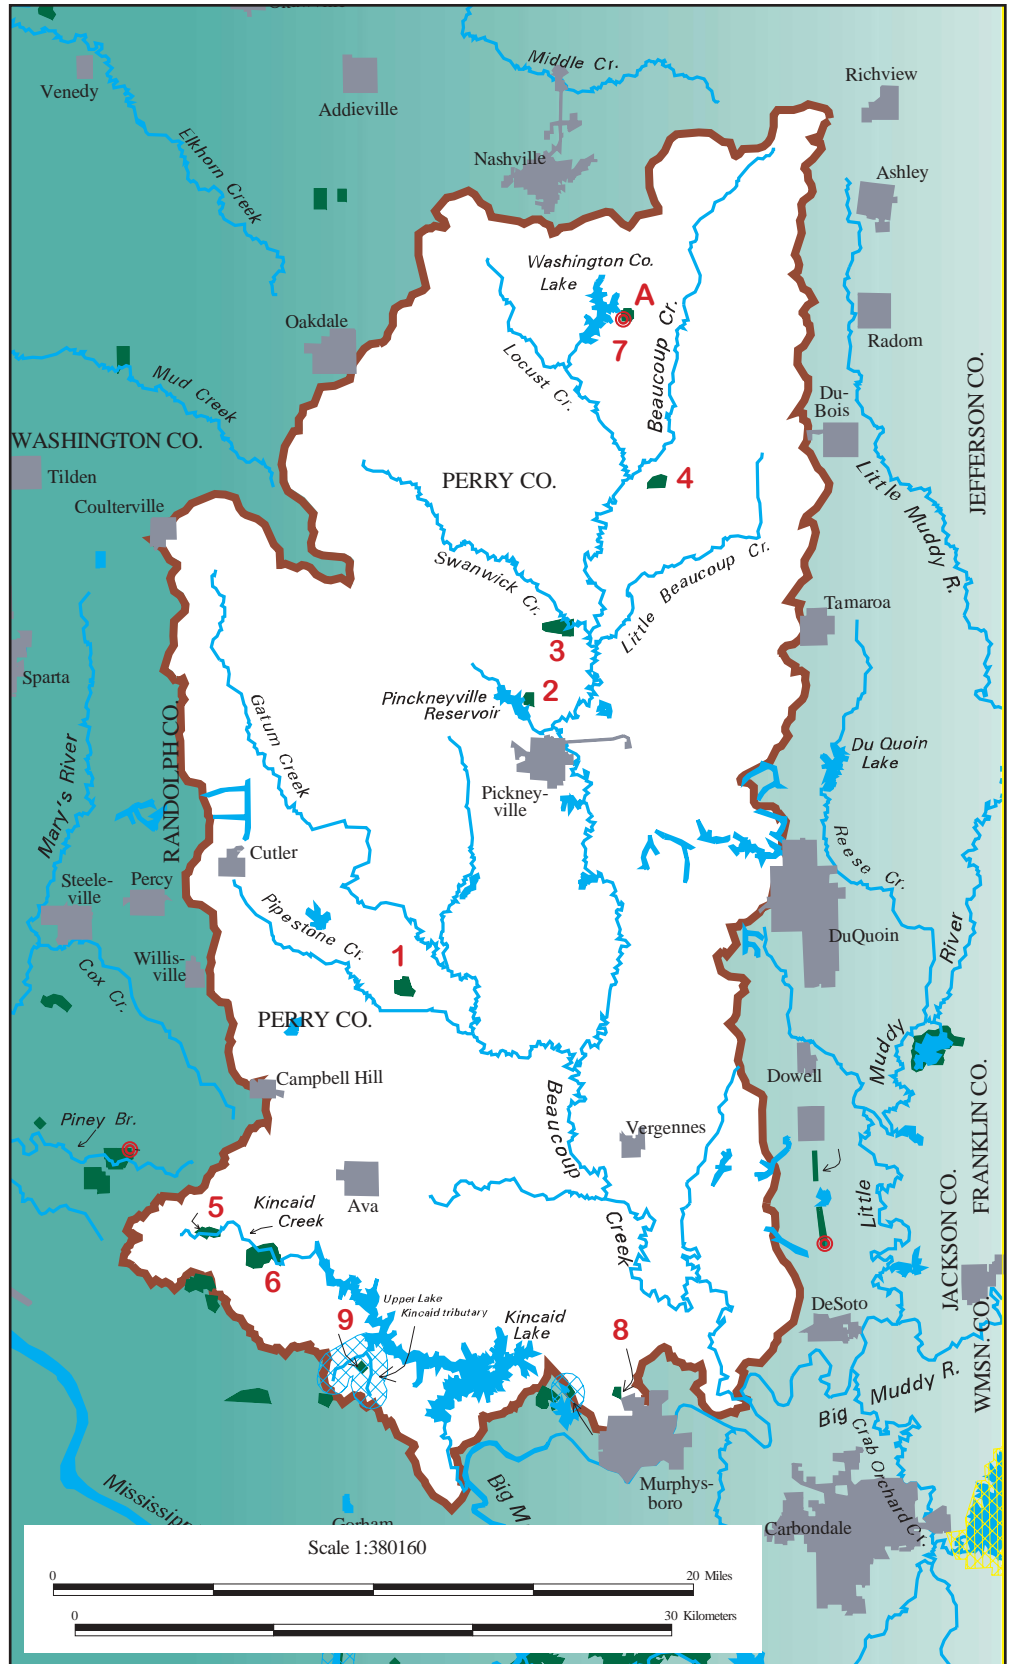 Middle Cr.
Richview
Venedy
Addieville
Elkhorn Creek
Nashville
Ashley
Washington Co.
Lake
A
Oakdale
7
Beaucoup Cr.
Radom
Locust Cr.
Mud Creek
JEFFERSON CO.
Du-
Bois
WASHINGTON CO.
Tilden
PERRY CO.
4
Little Muddy R.
Coulterville
Swanwick Cr.
Little Beaucoup Cr.
Tamaroa
3
Sparta
2
Pinckneyville
Reservoir
Gatum Creek
RANDOLPH CO.
Mary's River
Du Quoin
Lake
Pickney-
ville
Reese Cr.
Cutler
Steele-
ville
Percy
Pipestone Cr.
DuQuoin
River
Willis-
ville
Cox Cr.
1
PERRY CO.
Muddy
Dowell
Campbell Hill
Beaucoup
FRANKLIN CO.
Piney Br.
Vergennes
Ava
Little
JACKSON CO.
5
Kincaid
Creek
Creek
6
Upper Lake
Kincaid tributary
9
Kincaid
Lake
8
DeSoto
WMSN. CO.
Big Muddy R.
Crab Orchard Cr.
Mississipp
Big M
Murphys-
boro
Carbondale
Gorham
Scale 1:380160
0
20 Miles
0
30 Kilometers